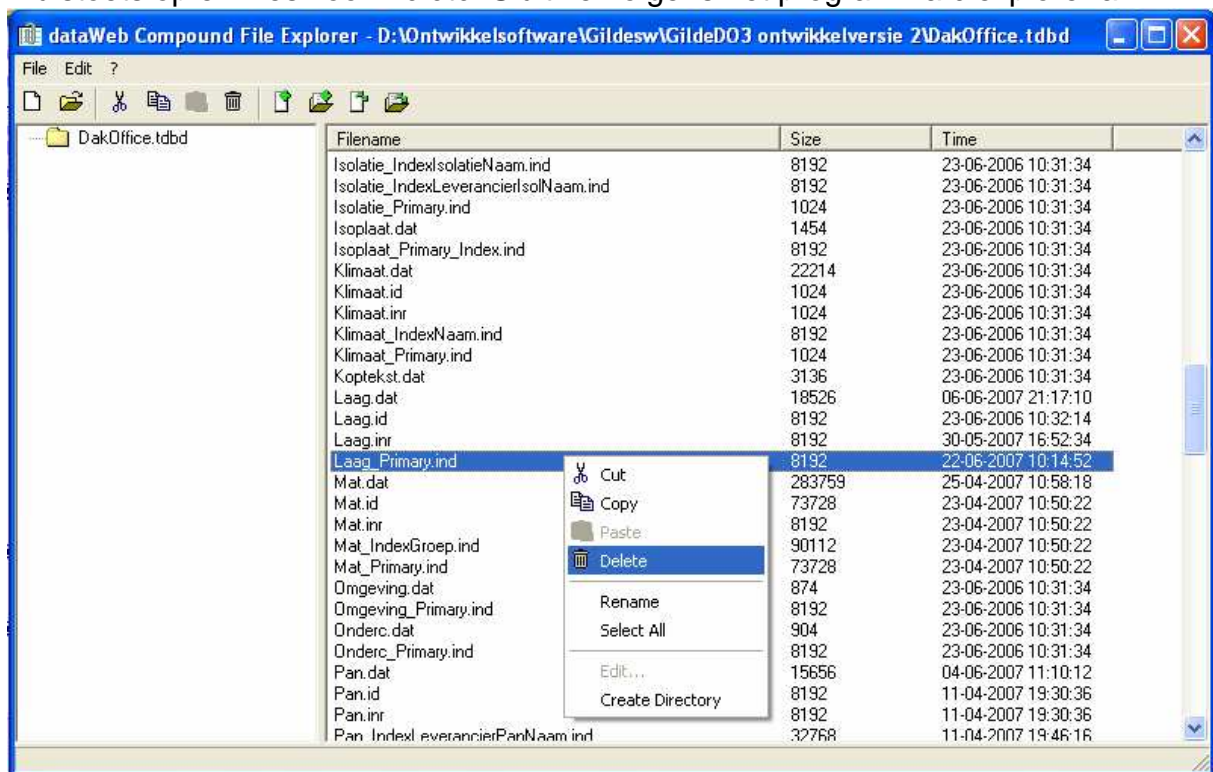 dataWeb Compound File Explorer - D:\Ontwikkelsoftware\Gildesw\GildeDO3 ontwikkelversie 2\DakOffice.tdbd
File Edit ?
DakOffice.tdbd
Filename Size Time
Isolatie_IndexIsolatieNaam.ind 8192 23-06-2006 10:31:34
Isolatie_IndexLeverancierIsolNaam.ind 8192 23-06-2006 10:31:34
Isolatie_Primary.ind 1024 23-06-2006 10:31:34
Isoplaat.dat 1454 23-06-2006 10:31:34
Isoplaat_Primary_Index.ind 8192 23-06-2006 10:31:34
Klimaat.dat 22214 23-06-2006 10:31:34
Klimaat.id 1024 23-06-2006 10:31:34
Klimaat.inr 1024 23-06-2006 10:31:34
Klimaat_IndexNaam.ind 8192 23-06-2006 10:31:34
Klimaat_Primary.ind 1024 23-06-2006 10:31:34
Koptekst.dat 3136 23-06-2006 10:31:34
Laag.dat 18526 06-06-2007 21:17:10
Laag.id 8192 23-06-2006 10:32:14
Laag.inr 8192 30-05-2007 16:52:34
Laag_Primary.ind 8192 22-06-2007 10:14:52
Mat.dat 283759 25-04-2007 10:58:18
Mat.id 73728 23-04-2007 10:50:22
Mat.inr 8192 23-04-2007 10:50:22
Mat_IndexGroep.ind 90112 23-04-2007 10:50:22
Mat_Primary.ind 73728 23-04-2007 10:50:22
Omgeving.dat 874 23-06-2006 10:31:34
Omgeving_Primary.ind 8192 23-06-2006 10:31:34
Onderc.dat 904 23-06-2006 10:31:34
Onderc_Primary.ind 8192 23-06-2006 10:31:34
Pan.dat 15656 04-06-2007 11:10:12
Pan.id 8192 11-04-2007 19:30:36
Pan.inr 8192 11-04-2007 19:30:36
Pan_IndexLeverancierPanNaam.ind 32768 11-04-2007 19:46:16
Cut
Copy
Paste
Delete
Rename
Select All
Edit...
Create Directory